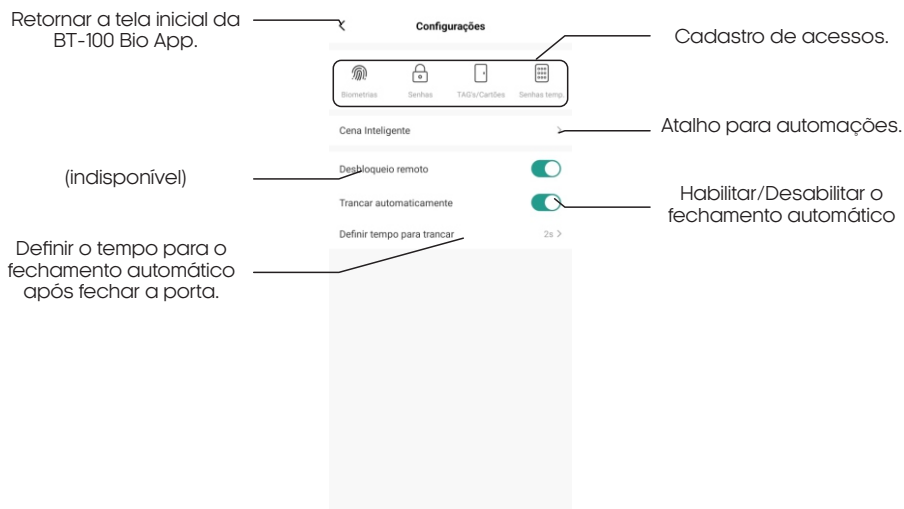 Retornar a tela inicial da
BT-100 Bio App.
Configurações
Cadastro de acessos.
Biometrias
Senhas
TAG's/Cartões
Senhas temp.
Cena Inteligente
Atalho para automações.
Desbloqueio remoto
(indisponível)
Trancar automaticamente
Habilitar/Desabilitar o
fechamento automático
Definir tempo para trancar
2s
Definir o tempo para o
fechamento automático
após fechar a porta.